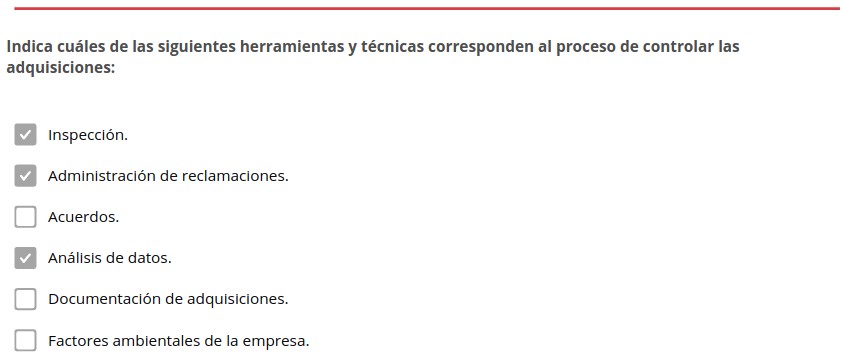 Indica cuáles de las siguientes herramientas y técnicas corresponden al proceso de controlar las
adquisiciones:
Inspección.
Administración de reclamaciones.
Acuerdos.
Análisis de datos.
Documentación de adquisiciones.
Factores ambientales de la empresa.